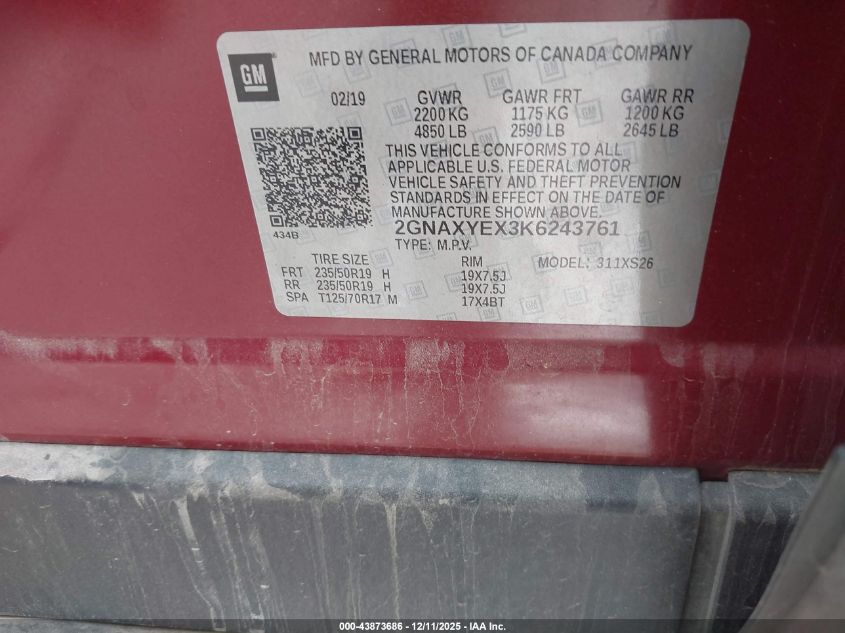 GM
MFD BY GENERAL MOTORS OF CANADA COMPANY
02/19 GVWR GAWR FRT GAWR RR
2200 KG 1175 KG 1200 KG
4850 LB 2590 LB 2645 LB
THIS VEHICLE CONFORMS TO ALL
APPLICABLE U.S. FEDERAL MOTOR
VEHICLE SAFETY AND THEFT PREVENTION
STANDARDS IN EFFECT ON THE DATE OF
MANUFACTURE SHOWN ABOVE.
434B
2GNAXYEX3K6243761
TYPE: M.P.V. MODEL: 311XS26
TIRE SIZE RIM
FRT 235/50R19 H 19X7.5J
RR 235/50R19 H 19X7.5J
SPA T125/70R17 M 17X4BT
000-43873686 - 12/11/2025 - IAA Inc.